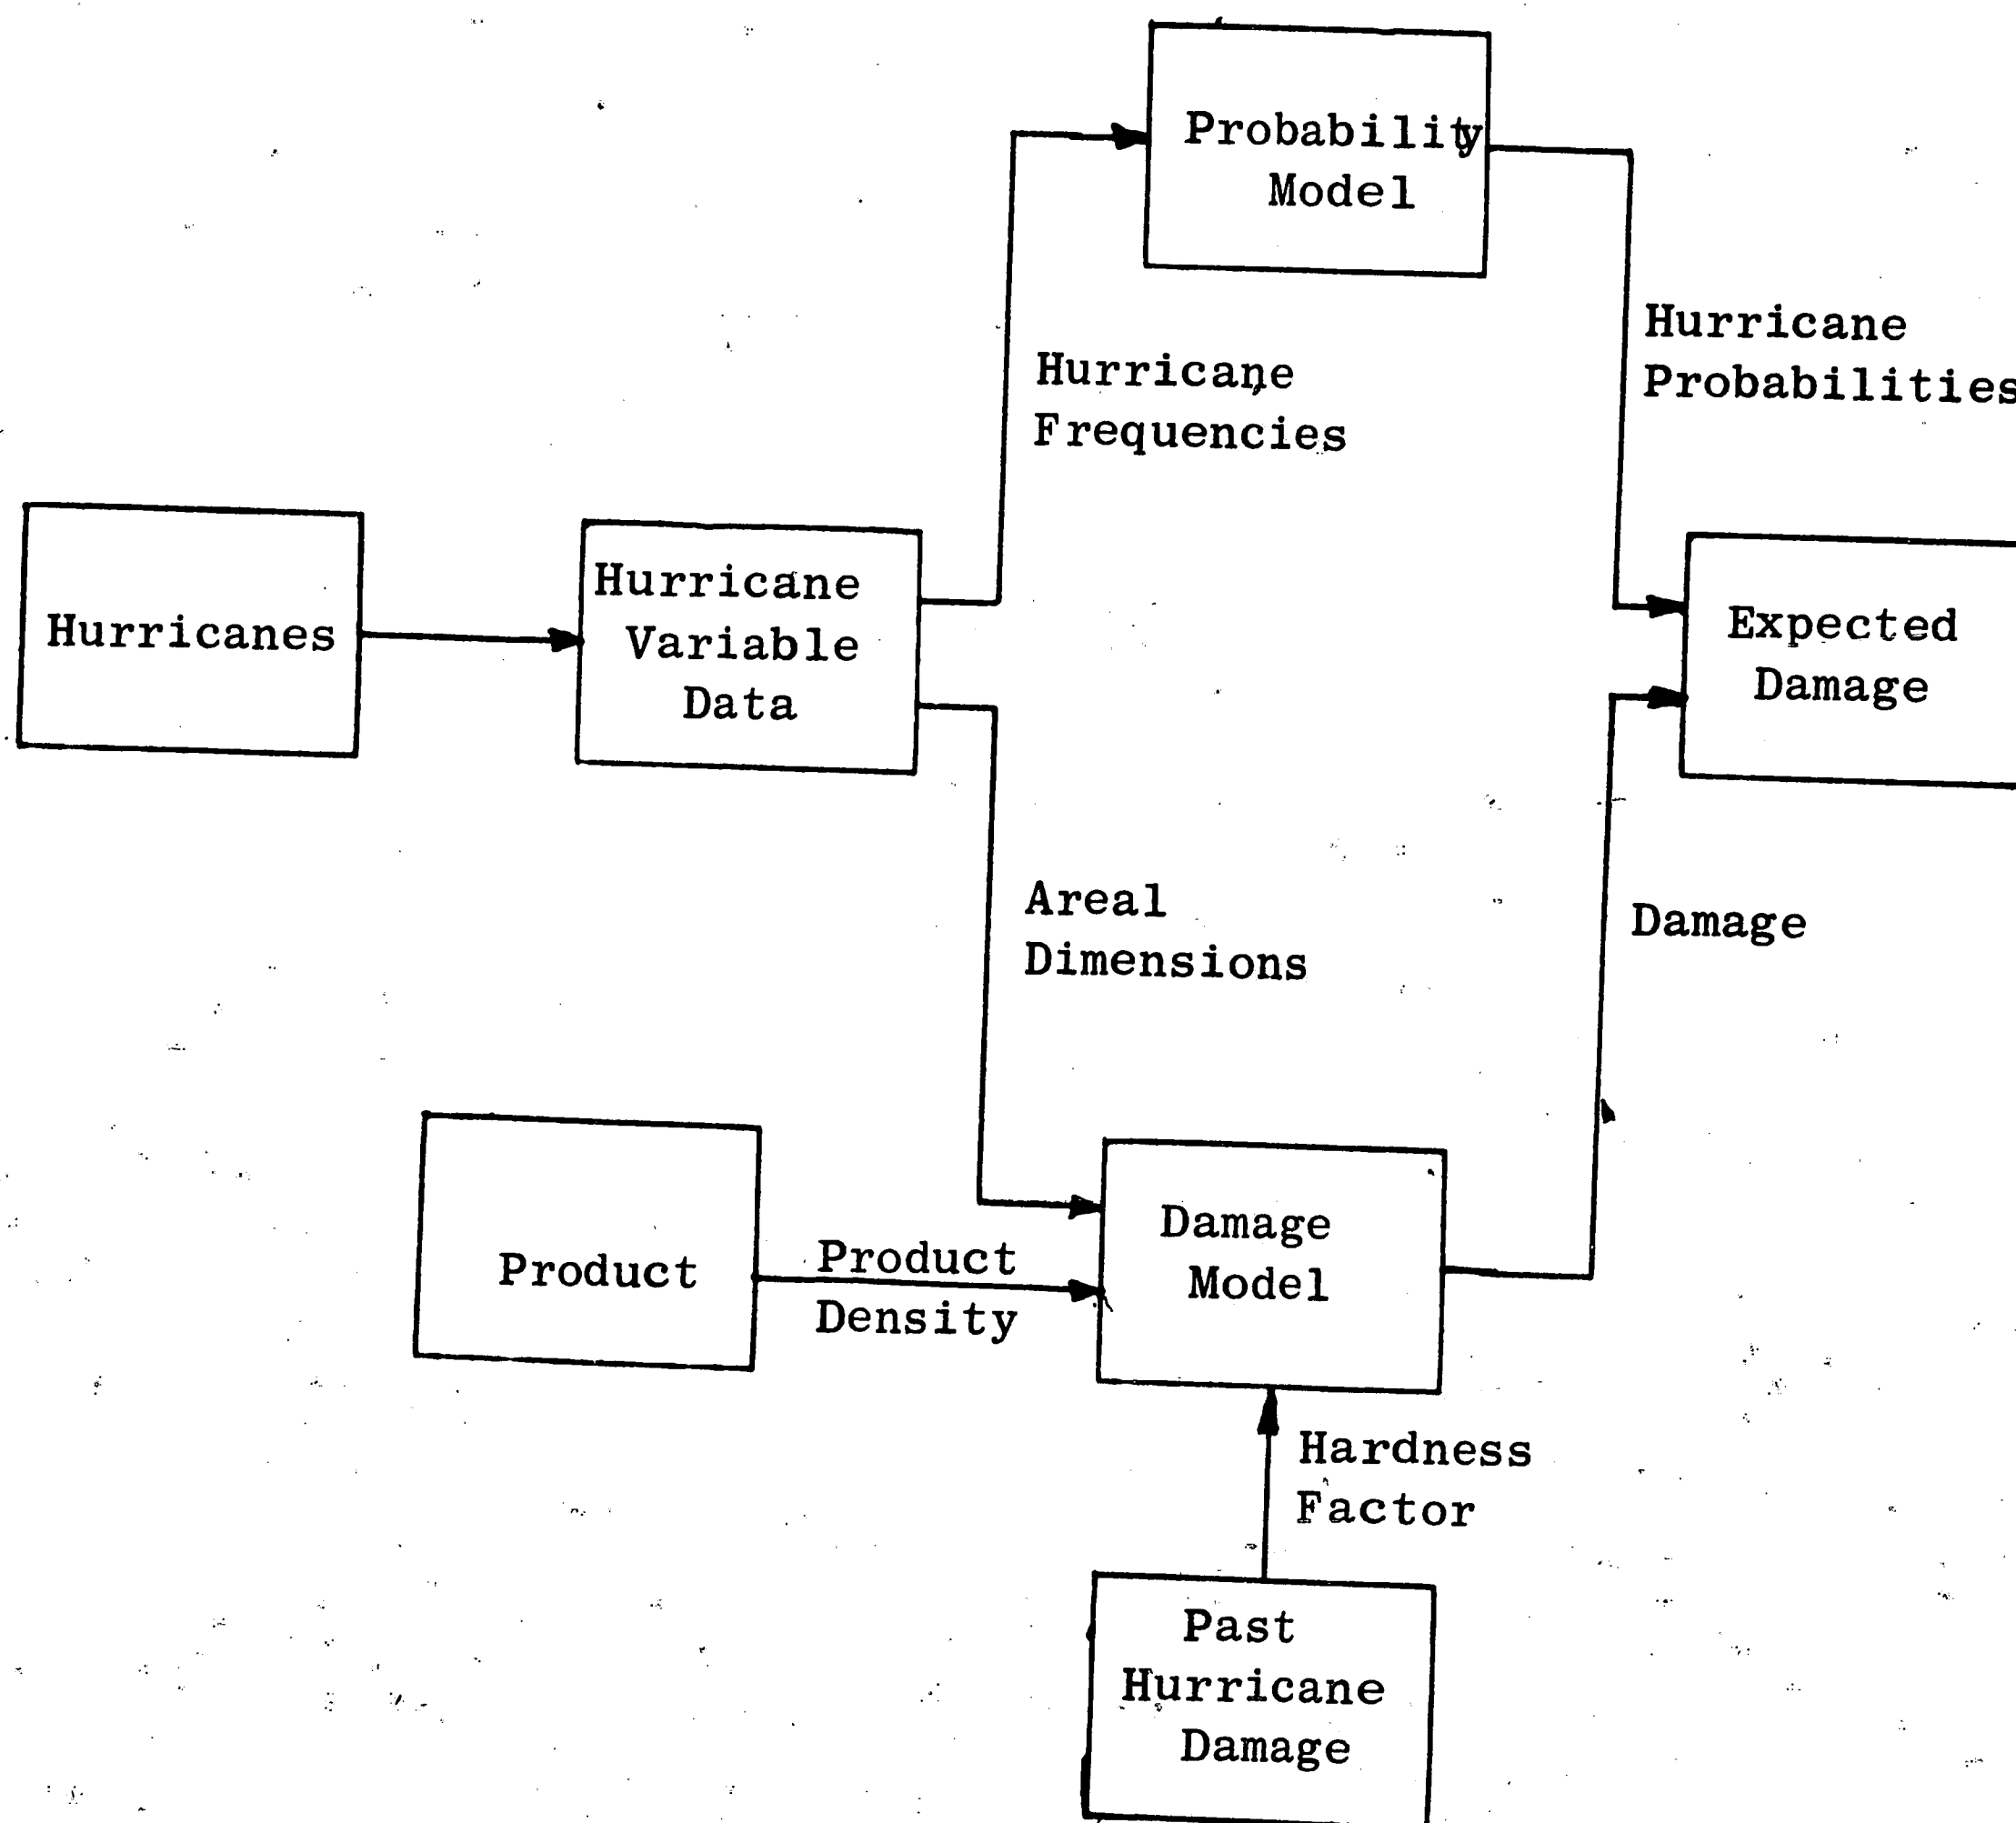 Probability
Model
Hurricane
Probabilities
Hurricane
Frequencies
Hurricanes
Hurricane
Variable
Data
Expected
Damage
Areal
Dimensions
Damage
Product
Product
Density
Damage
Model
Hardness
Factor
Past
Hurricane
Damage